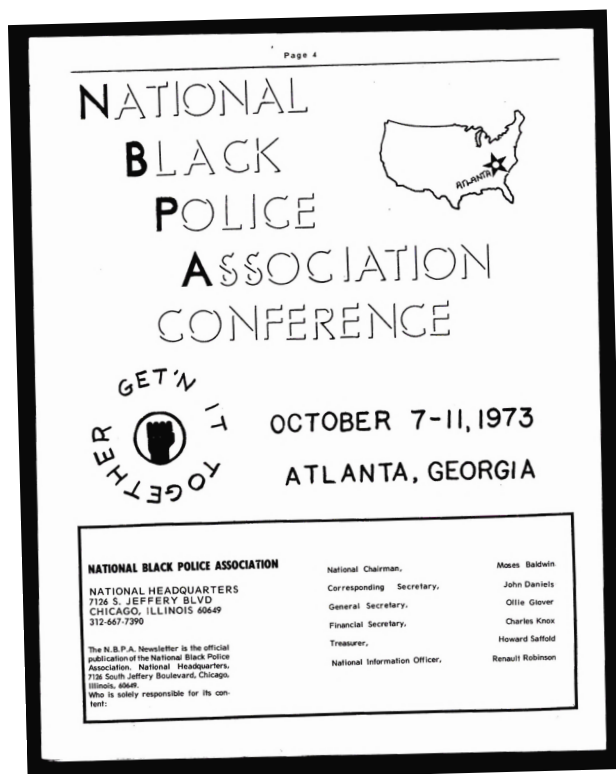 Page 4
NATIONAL
BLACK
POLICE
ASSOCIATION
CONFERENCE
ATLANTA
GET'N IT TOGETHER
OCTOBER 7-11, 1973
ATLANTA, GEORGIA
NATIONAL BLACK POLICE ASSOCIATION
NATIONAL HEADQUARTERS
7126 S. JEFFERY BLVD
CHICAGO, ILLINOIS 60649
312-667-7390
The N.B.P.A. Newsletter is the official
publication of the National Black Police
Association. National Headquarters,
7126 South Jeffery Boulevard, Chicago,
Illinois, 60649.
Who is solely responsible for its con-
tent:
National Chairman, Moses Baldwin
Corresponding Secretary, John Daniels
General Secretary, Ollie Glover
Financial Secretary, Charles Knox
Treasurer, Howard Saffold
National Information Officer, Renault Robinson